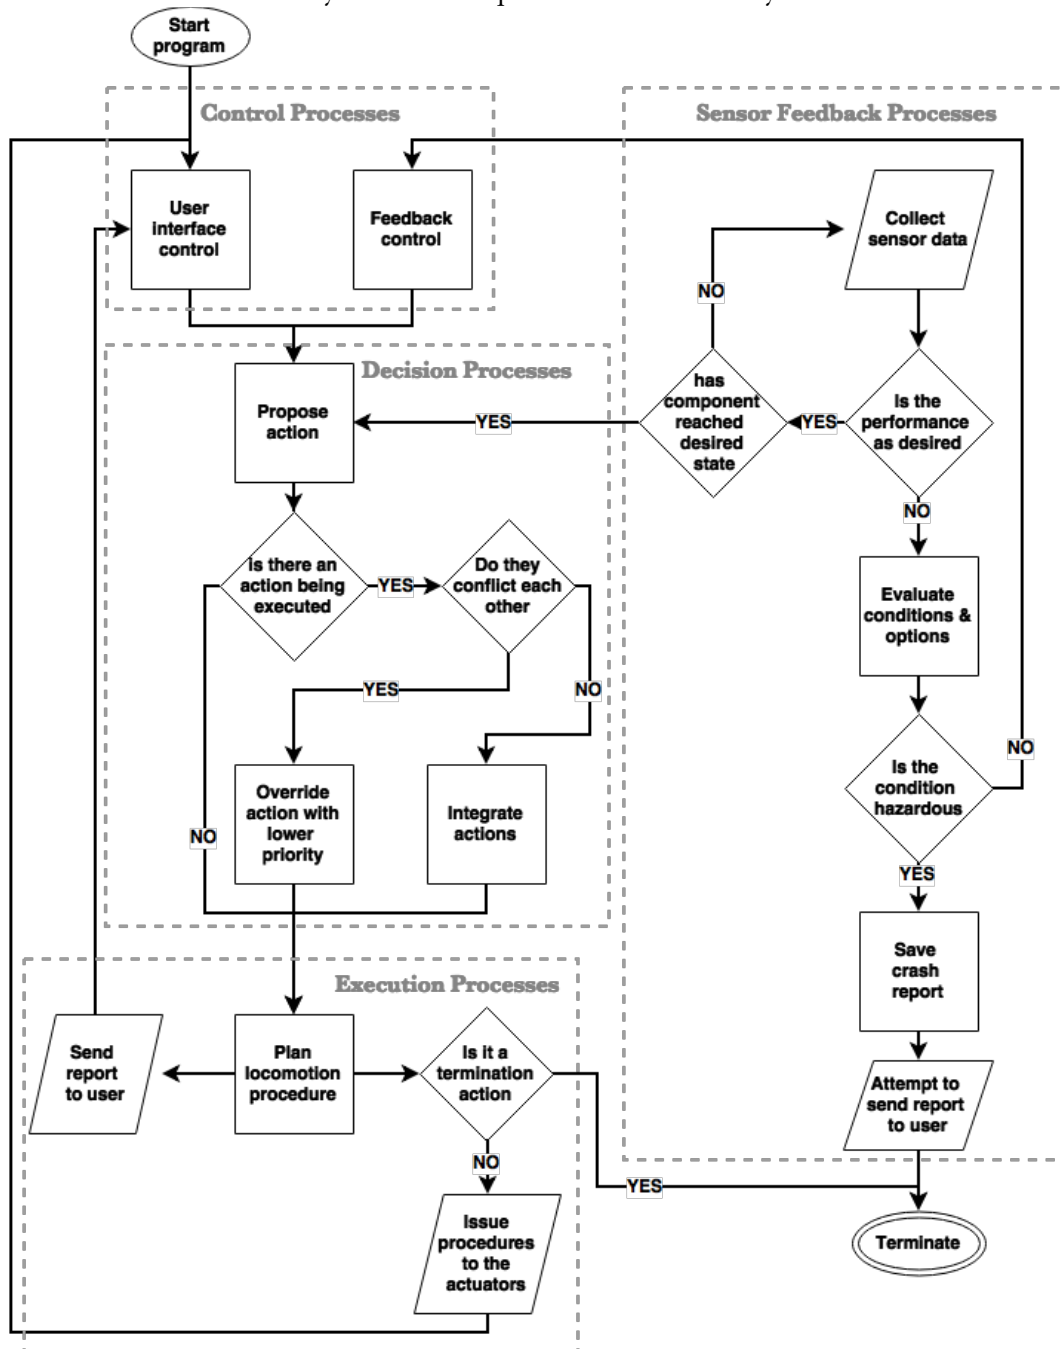 Start
program
Control Processes
Sensor Feedback Processes
User
interface
control
Feedback
control
Collect
sensor data
NO
Decision Processes
Propose
action
YES
has
component
reached
desired
state
YES
Is the
performance
as desired
NO
Is there an
action being
executed
YES
Do they
conflict each
other
Evaluate
conditions &
options
YES
NO
NO
Override
action with
lower
priority
Integrate
actions
NO
Is the
condition
hazardous
YES
Save
crash
report
Execution Processes
Send
report
to user
Plan
locomotion
procedure
Is it a
termination
action
Attempt to
send report
to user
NO
YES
Issue
procedures
to the
actuators
Terminate